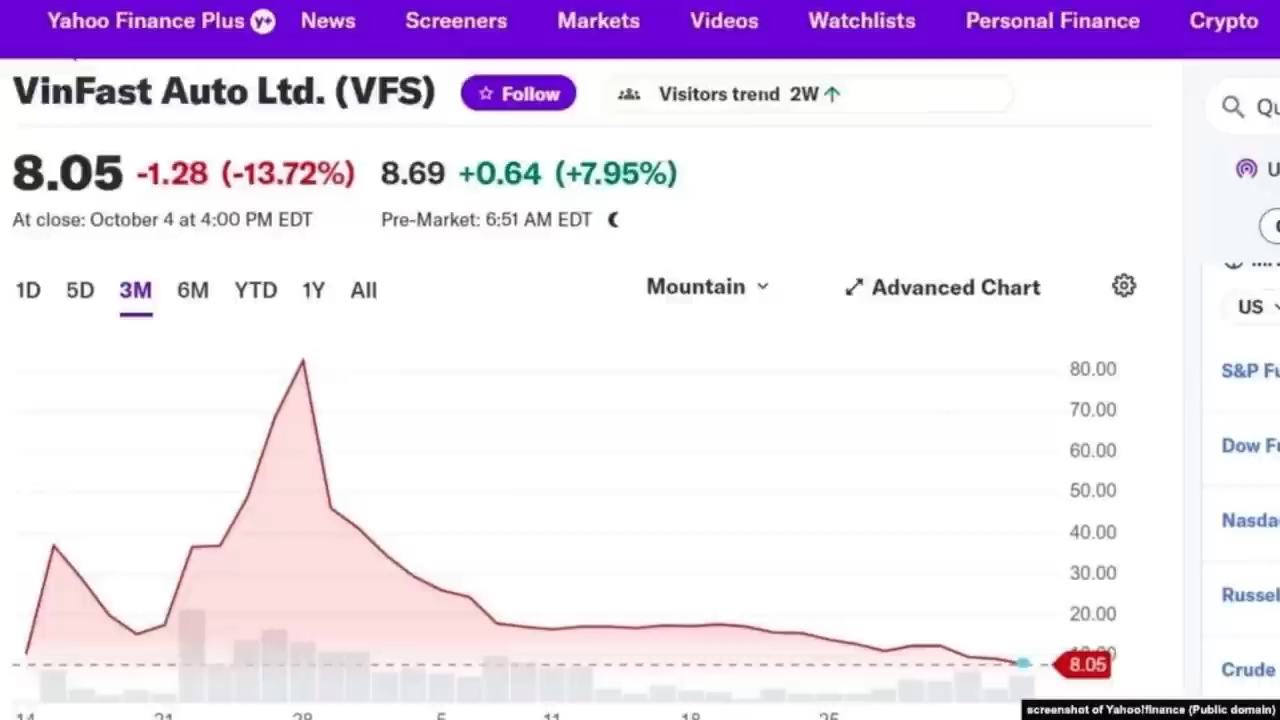 Yahoo Finance Plus y+ News Screeners Markets Videos Watchlists Personal Finance Crypto
VinFast Auto Ltd. (VFS) Follow Visitors trend 2W
8.05 -1.28 (-13.72%) 8.69 +0.64 (+7.95%)
At close: October 4 at 4:00 PM EDT Pre-Market: 6:51 AM EDT
1D 5D 3M 6M YTD 1Y All Mountain Advanced Chart
US
80.00
70.00
60.00
50.00
40.00
30.00
20.00
8.05
S&P Fu
Dow Fu
Nasda
Russel
Crude
14 21 28 5 11 18 25
screenshot of Yahoo!finance (Public domain)